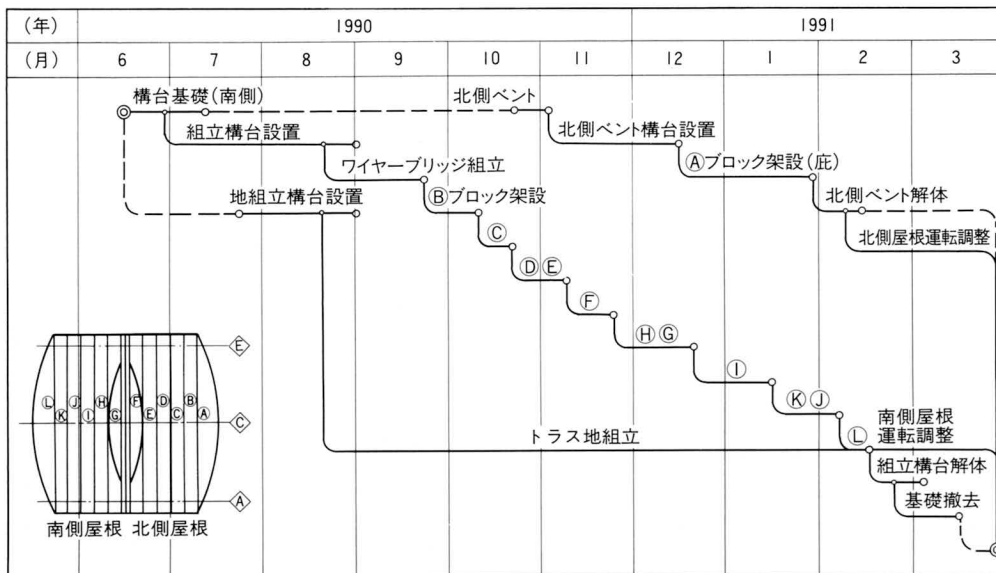 (年) 1990 1991
(月) 6 7 8 9 10 11 12 1 2 3
構台基礎(南側)
北側ベント
組立構台設置
北側ベント構台設置
ワイヤーブリッジ組立
Ⓐブロック架設(庇)
地組立構台設置
Ⓑブロック架設
北側ベント解体
Ⓒ
北側屋根運転調整
ⒹⒺ
Ⓕ
ⒽⒼ
Ⓘ
ⓀⒿ
トラス地組立
Ⓛ
南側屋根
運転調整
組立構台解体
基礎撤去
E
Ⓛ Ⓙ Ⓗ Ⓕ Ⓓ Ⓑ
Ⓚ Ⓘ Ⓖ Ⓔ Ⓒ Ⓐ
C
A
南側屋根 北側屋根